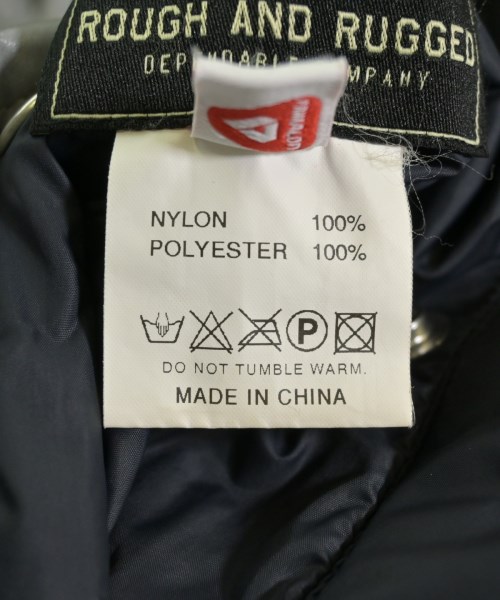 ROUGH AND RUGGED
NYLON 100%
POLYESTER 100%
P
DO NOT TUMBLE WARM.
MADE IN CHINA